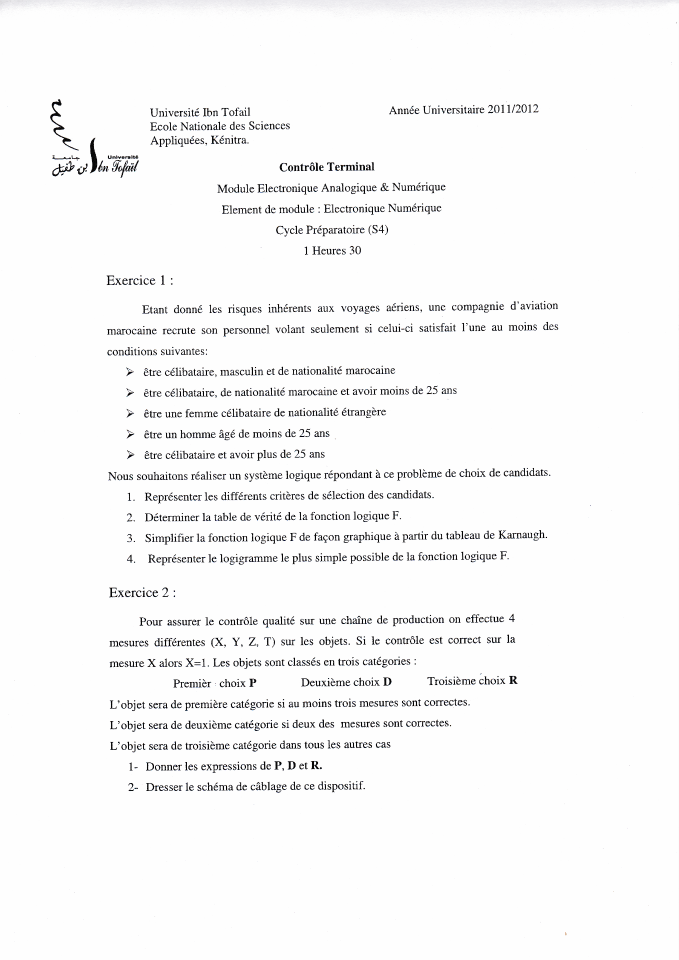 Université Ibn Tofail
Ecole Nationale des Sciences
Appliquées, Kénitra.
Année Universitaire 2011/2012
Université
Ibn Tofaïl
Contrôle Terminal
Module Electronique Analogique & Numérique
Element de module : Electronique Numérique
Cycle Préparatoire (S4)
1 Heures 30
Exercice 1 :
Etant donné les risques inhérents aux voyages aériens, une compagnie d'aviation
marocaine recrute son personnel volant seulement si celui-ci satisfait l'une au moins des
conditions suivantes:
➢ être célibataire, masculin et de nationalité marocaine
➢ être célibataire, de nationalité marocaine et avoir moins de 25 ans
➢ être une femme célibataire de nationalité étrangère
➢ être un homme âgé de moins de 25 ans
➢ être célibataire et avoir plus de 25 ans
Nous souhaitons réaliser un système logique répondant à ce problème de choix de candidats.
1. Représenter les différents critères de sélection des candidats.
2. Déterminer la table de vérité de la fonction logique F.
3. Simplifier la fonction logique F de façon graphique à partir du tableau de Karnaugh.
4. Représenter le logigramme le plus simple possible de la fonction logique F.
Exercice 2 :
Pour assurer le contrôle qualité sur une chaîne de production on effectue 4
mesures différentes (X, Y, Z, T) sur les objets. Si le contrôle est correct sur la
mesure X alors X=1. Les objets sont classés en trois catégories :
Premièr choix P Deuxième choix D Troisième choix R
L'objet sera de première catégorie si au moins trois mesures sont correctes.
L'objet sera de deuxième catégorie si deux des mesures sont correctes.
L'objet sera de troisième catégorie dans tous les autres cas
1- Donner les expressions de P, D et R.
2- Dresser le schéma de câblage de ce dispositif.